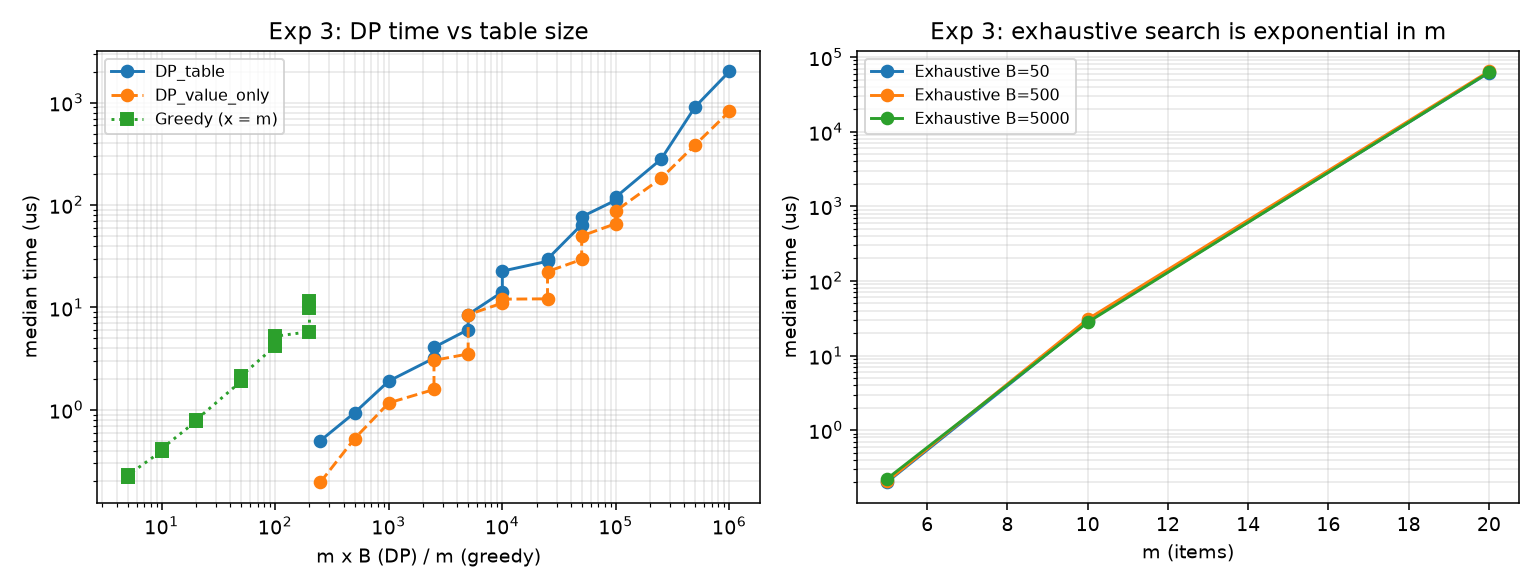 Exp 3: DP time vs table size
DP_table
DP_value_only
Greedy (x = m)
median time (us)
10³
10²
10¹
10⁰
10¹
10²
10³
10⁴
10⁵
10⁶
m x B (DP) / m (greedy)
Exp 3: exhaustive search is exponential in m
Exhaustive B=50
Exhaustive B=500
Exhaustive B=5000
median time (us)
10⁵
10⁴
10³
10²
10¹
10⁰
6
8
10
12
14
16
18
20
m (items)